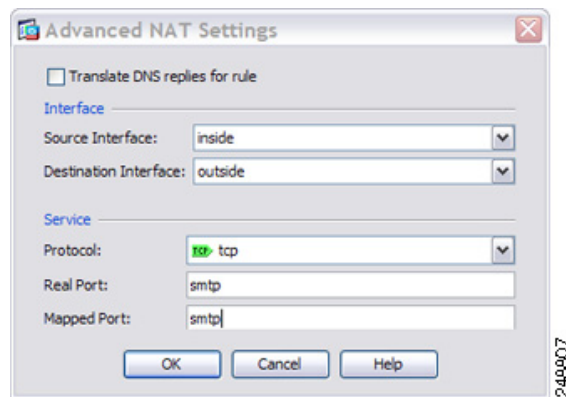 Advanced NAT Settings
Translate DNS replies for rule
Interface
Source Interface: inside
Destination Interface: outside
Service
Protocol: TCP tcp
Real Port: smtp
Mapped Port: smtp
OK Cancel Help
248907